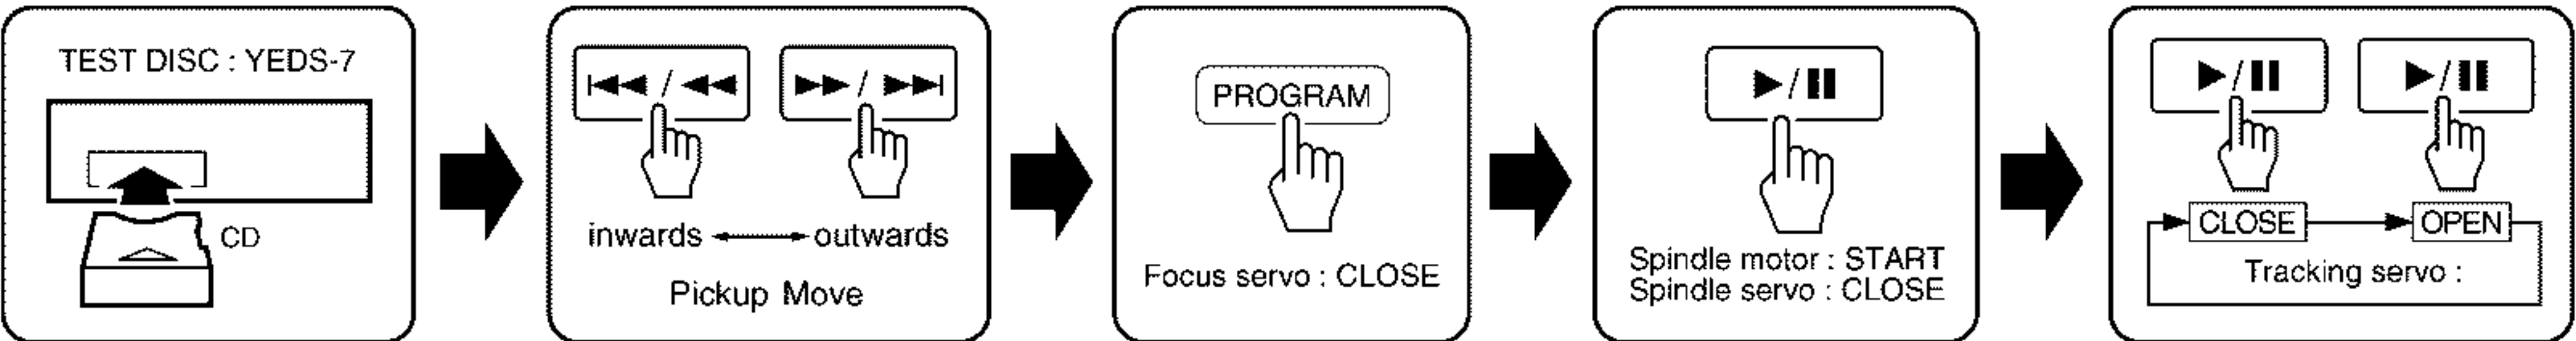 TEST DISC : YEDS-7
CD
inwards
outwards
Pickup Move
PROGRAM
Focus servo : CLOSE
Spindle motor : START
Spindle servo : CLOSE
CLOSE
OPEN
Tracking servo :